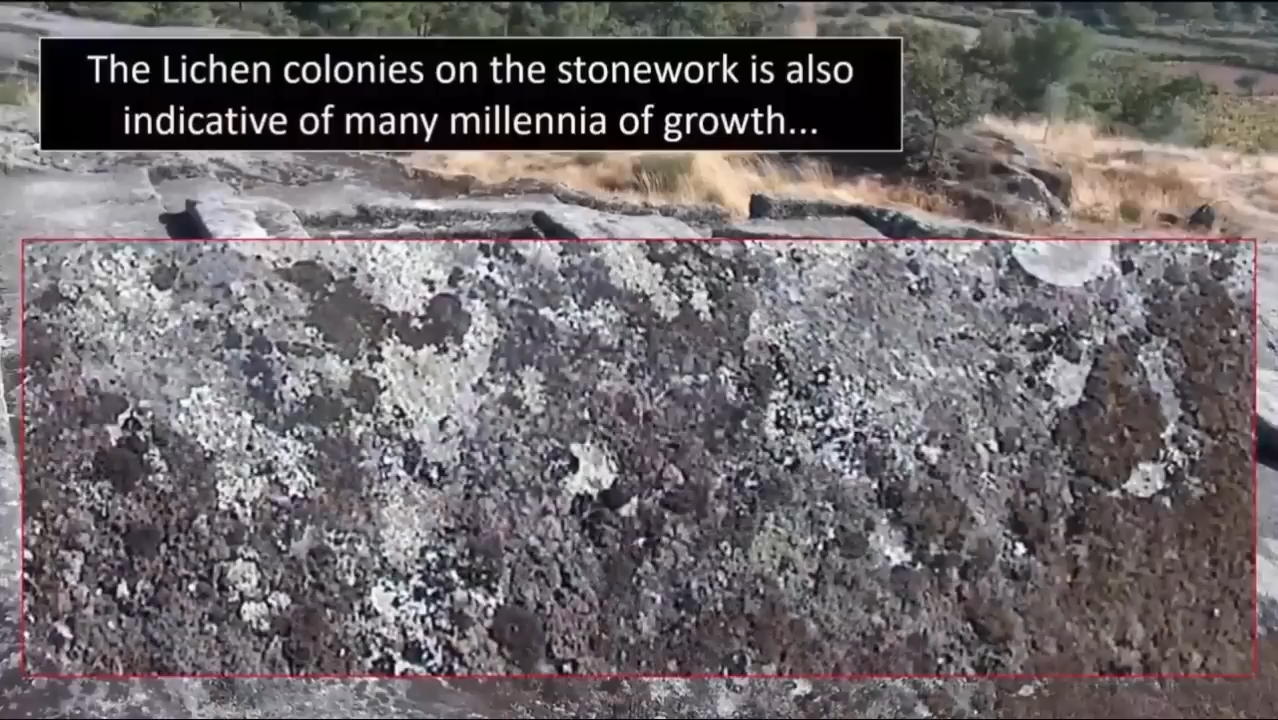 The Lichen colonies on the stonework is also
indicative of many millennia of growth...